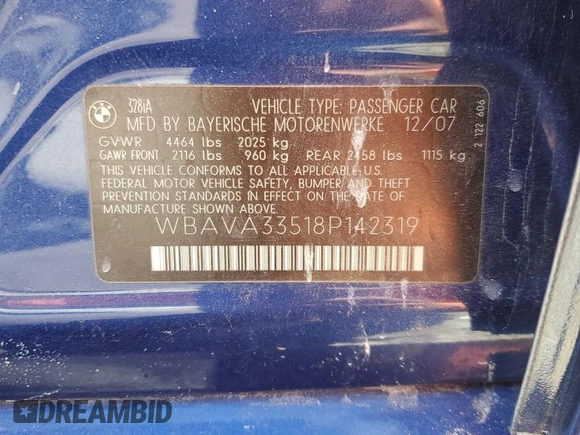 BMW
328iA VEHICLE TYPE: PASSENGER CAR
MFD BY BAYERISCHE MOTORENWERKE 12/07
GVWR 4464 lbs 2025 kg
GAWR FRONT 2116 lbs 960 kg REAR 2458 lbs 1115 kg
THIS VEHICLE CONFORMS TO ALL APPLICABLE U.S.
FEDERAL MOTOR VEHICLE SAFETY, BUMPER AND THEFT
PREVENTION STANDARDS IN EFFECT ON THE DATE OF
MANUFACTURE SHOWN ABOVE.
WBAVA33518P142319
2 122 606
DREAMBID